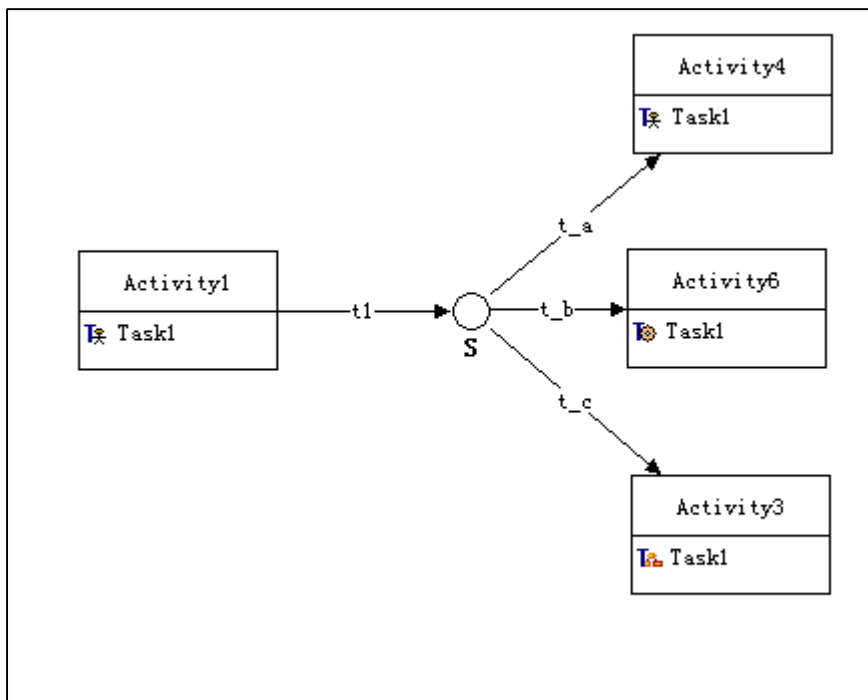 Activity4
Task1
t_a
Activity1
Task1
t1
S
t_b
Activity6
Task1
t_c
Activity3
Task1